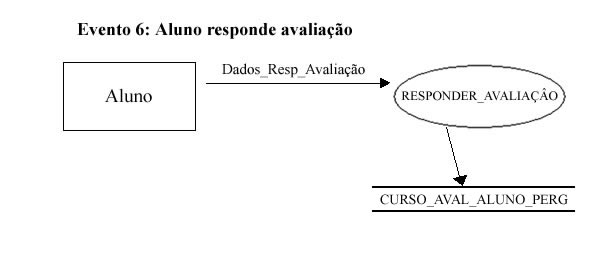 Evento 6: Aluno responde avaliação
Dados_Resp_Avaliação
Aluno
RESPONDER_AVALIAÇÂO
CURSO_AVAL_ALUNO_PERG